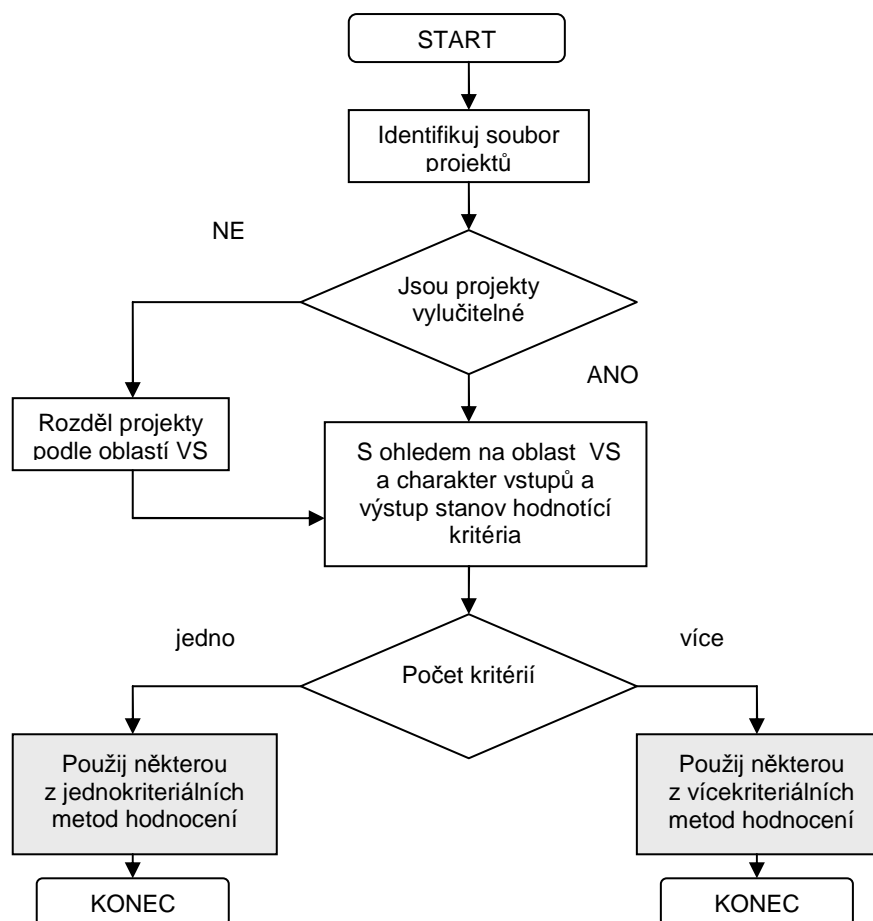 START
Identifikuj soubor
projektů
NE
Jsou projekty
vylučitelné
ANO
Rozděl projekty
podle oblastí VS
S ohledem na oblast VS
a charakter vstupů a
výstup stanov hodnotící
kritéria
jedno
více
Počet kritérií
Použij některou
z jednokriteriálních
metod hodnocení
Použij některou
z vícekriteriálních
metod hodnocení
KONEC
KONEC